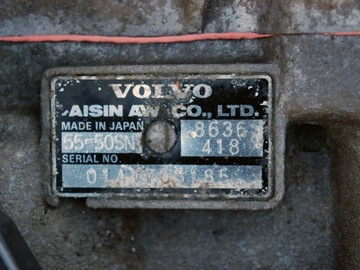 VOLVO
AISIN AW CO., LTD.
MADE IN JAPAN
8636
55-50SN
418
SERIAL NO.